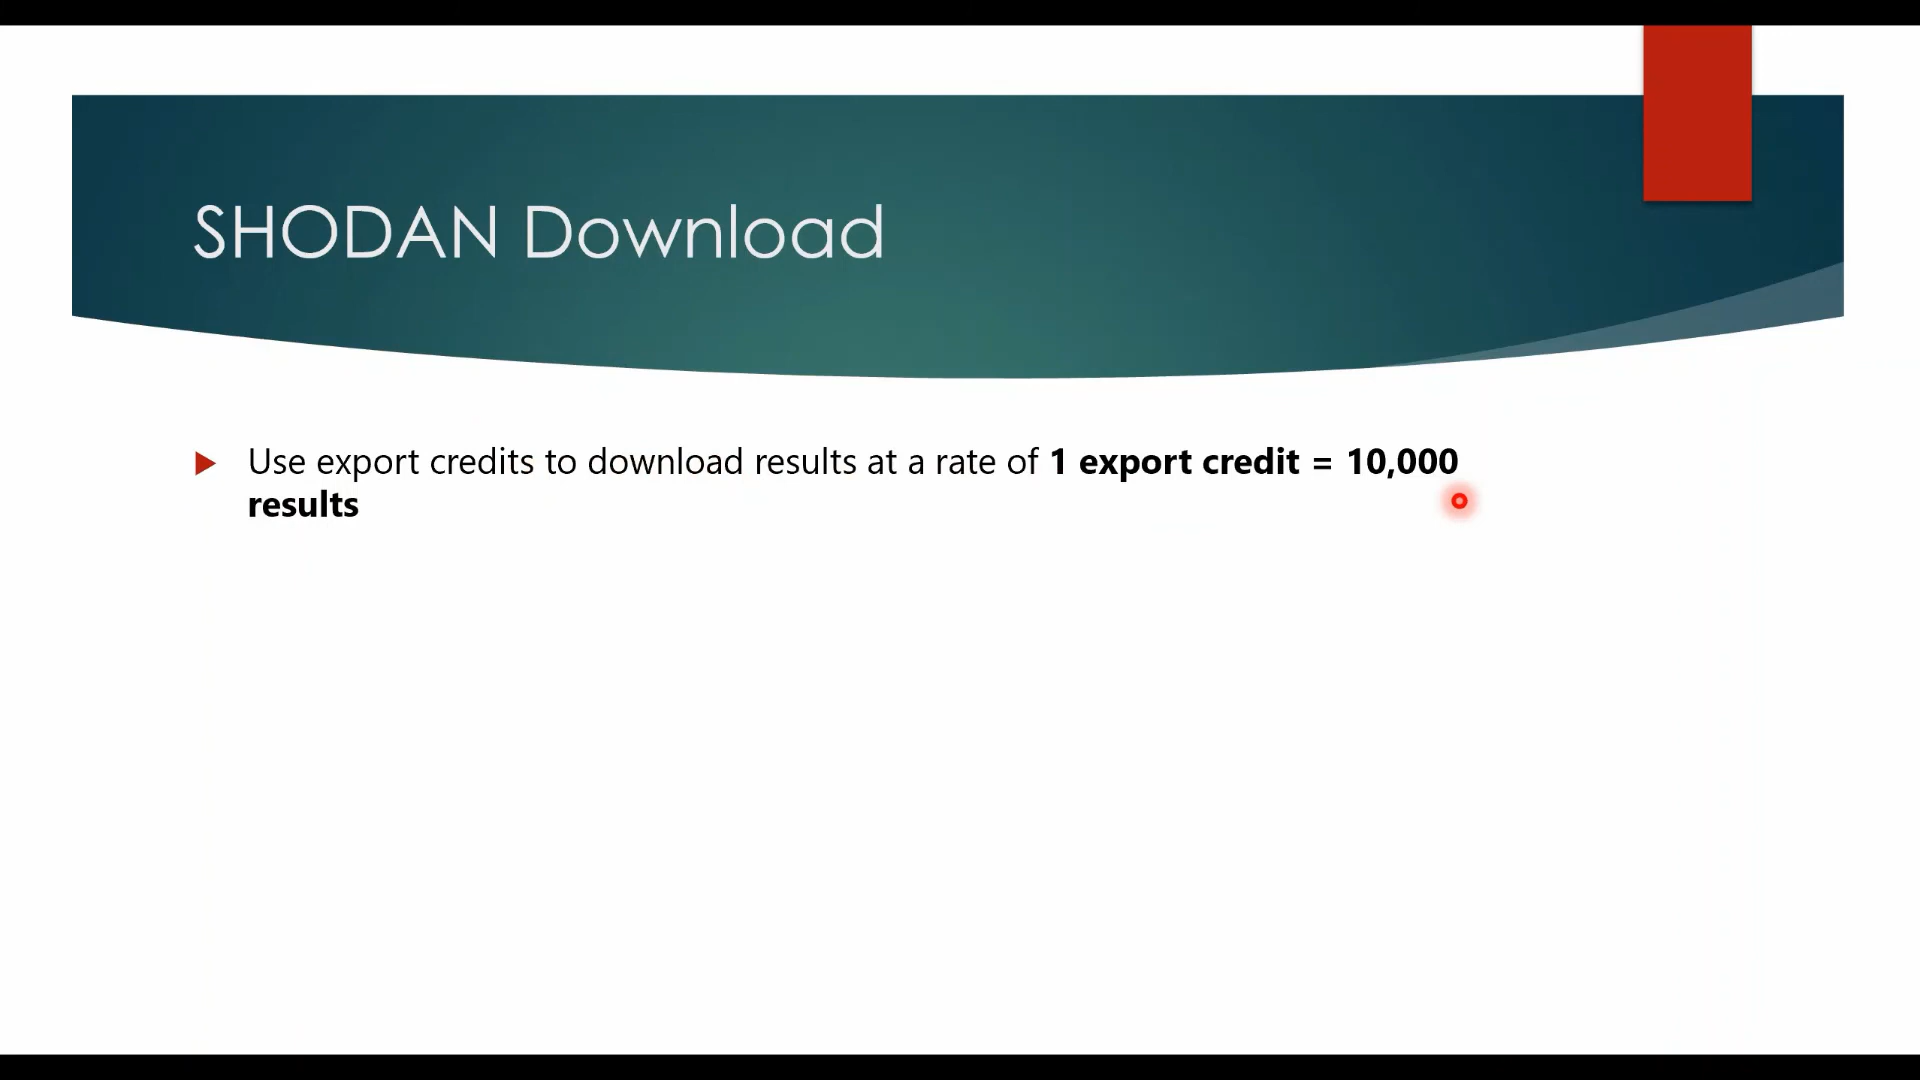 SHODAN Download
Use export credits to download results at a rate of 1 export credit = 10,000
results